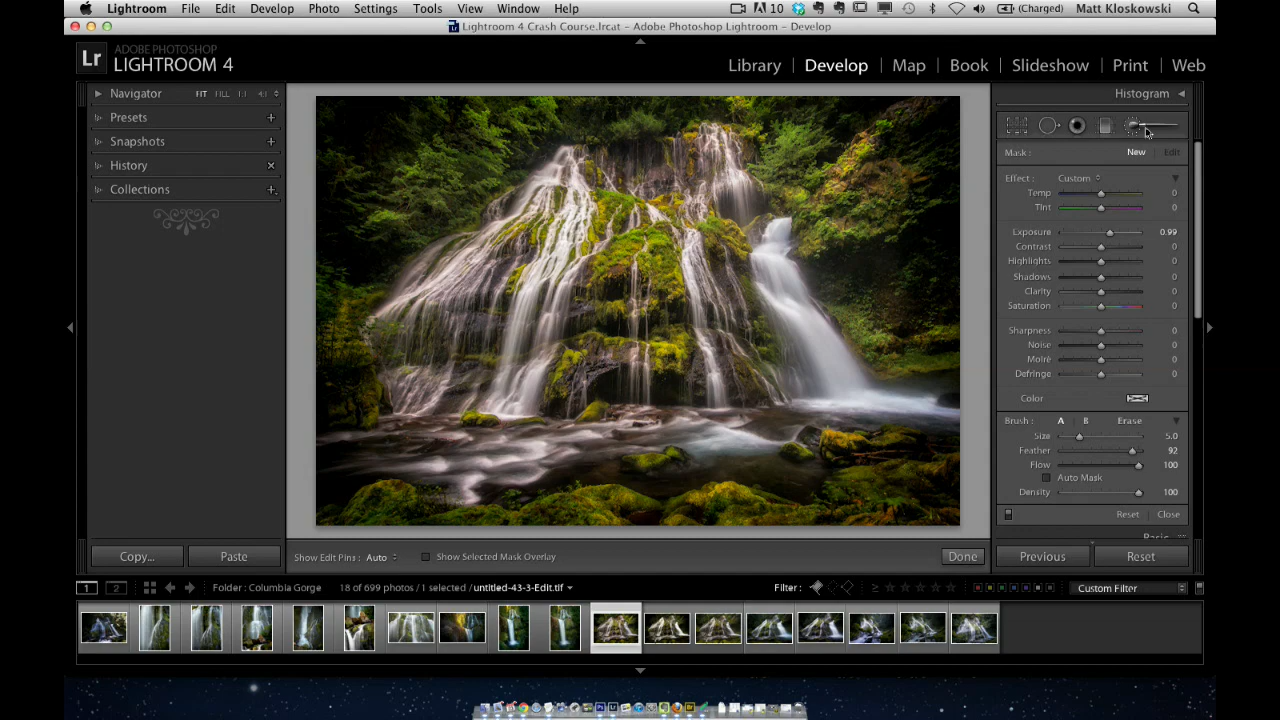 Lightroom File Edit Develop Photo Settings Tools View Window Help A 10 (Charged) Matt Kloskowski
Lightroom 4 Crash Course.lrcat - Adobe Photoshop Lightroom - Develop
Lr ADOBE PHOTOSHOP
LIGHTROOM 4
Library | Develop | Map | Book | Slideshow | Print | Web
Navigator FIT FILL 1:1 4:1
Presets
Snapshots
History
Collections
Histogram
Mask : New Edit
Effect : Custom
Temp 0
Tint 0
Exposure 0.99
Contrast 0
Highlights 0
Shadows 0
Clarity 0
Saturation 0
Sharpness 0
Noise 0
Moiré 0
Defringe 0
Color
Brush : A B Erase
Size 5.0
Feather 92
Flow 100
Auto Mask
Density 100
Reset Close
Basic
Copy... Paste
Show Edit Pins : Auto Show Selected Mask Overlay Done
Previous Reset
1 2 Folder : Columbia Gorge 18 of 699 photos / 1 selected / untitled-43-3-Edit.tif Filter : Custom Filter